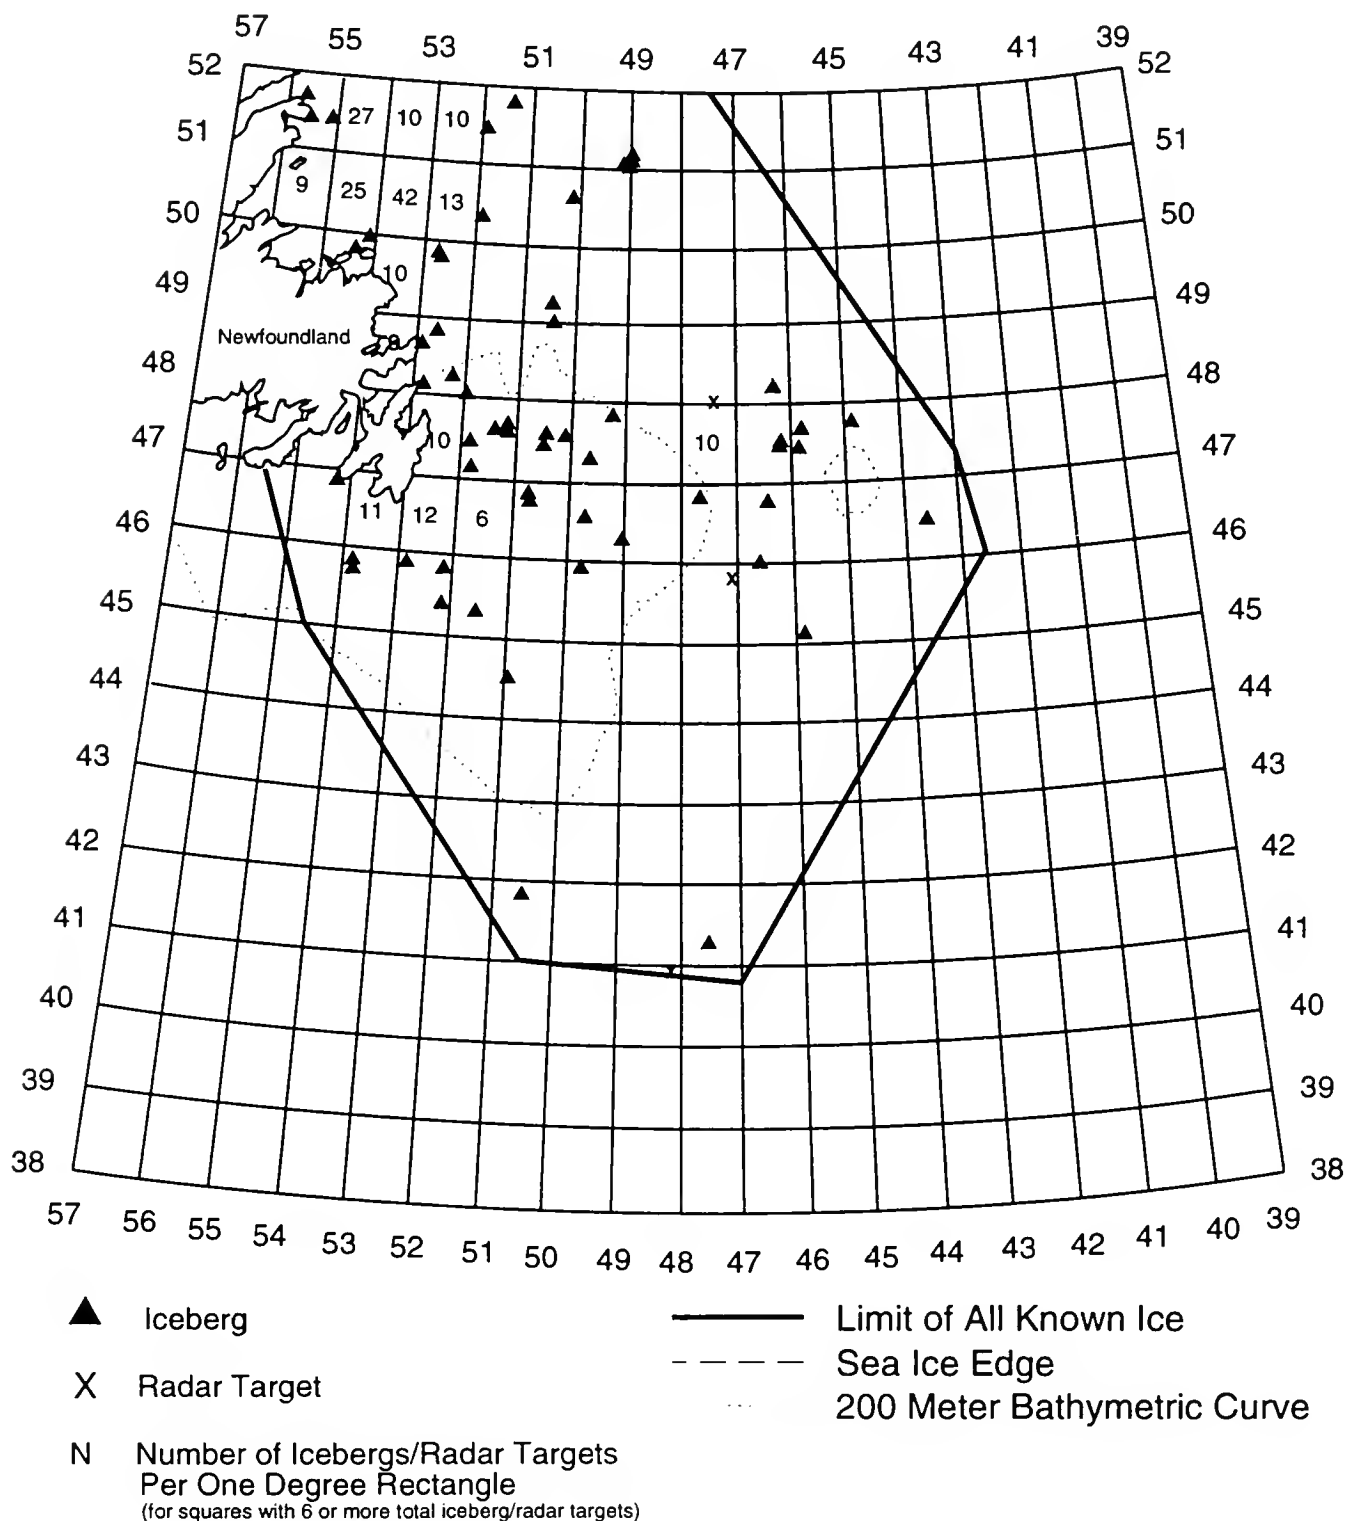 57 55 53 51 49 47 45 43 41 39
52 52
27 10 10
51 51
9 25 42 13
50 50
10
49 49
Newfoundland
9
48 48
X
10 10
47 47
11 12 6
46 46
X
45 45
44 44
43 43
42 42
41 41
40 40
39 39
38 38
57 56 55 54 53 52 51 50 49 48 47 46 45 44 43 42 41 40 39
Iceberg
X Radar Target
N Number of Icebergs/Radar Targets
Per One Degree Rectangle
(for squares with 6 or more total iceberg/radar targets)
Limit of All Known Ice
Sea Ice Edge
200 Meter Bathymetric Curve